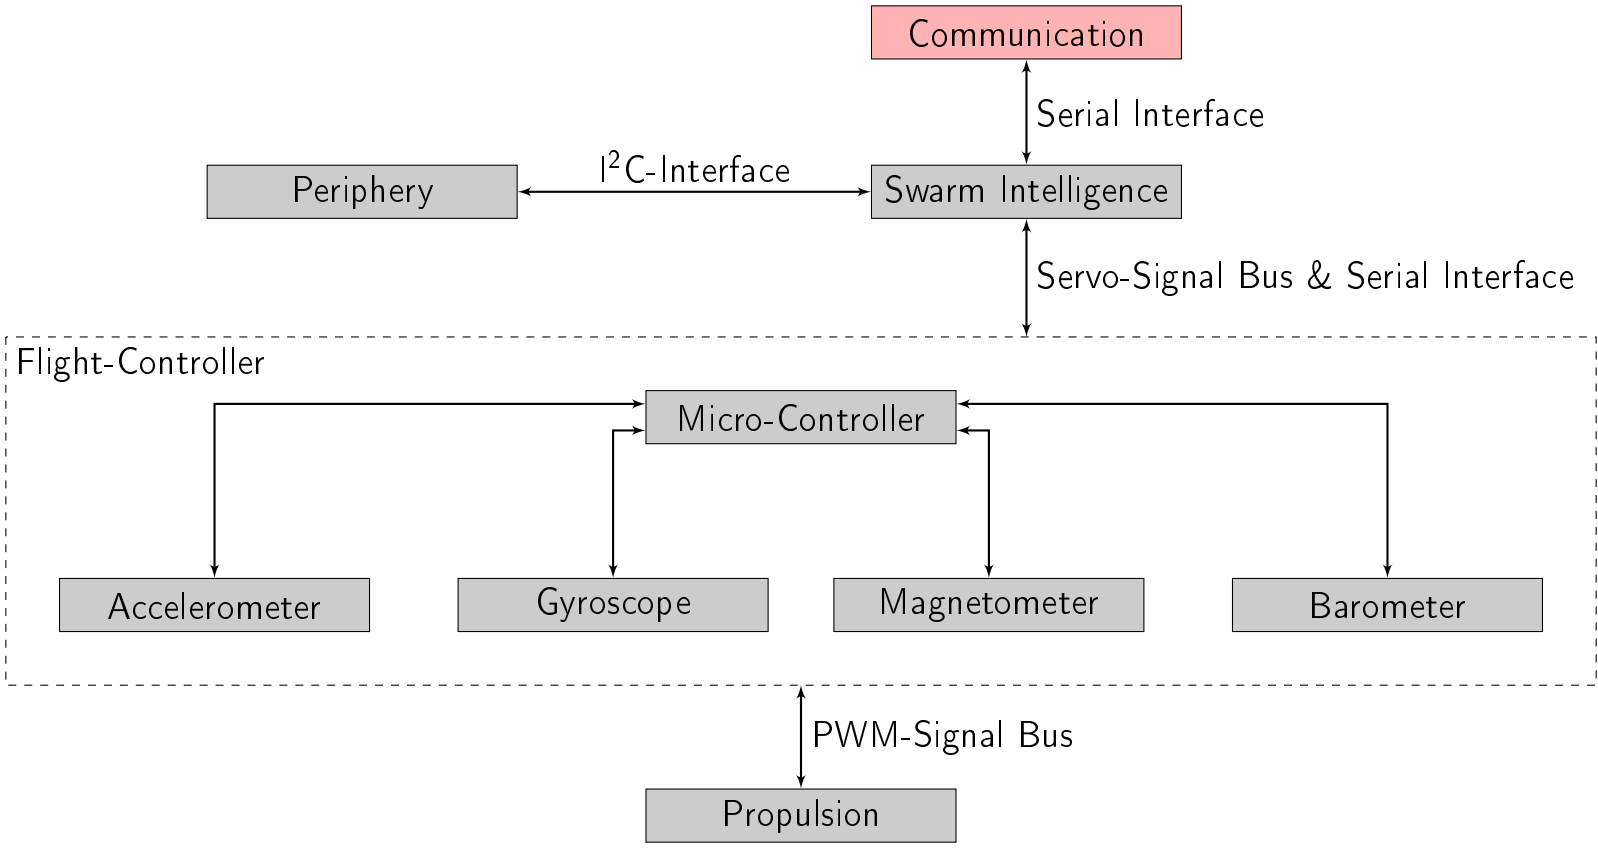 Communication
Serial Interface
I²C-Interface
Periphery
Swarm Intelligence
Servo-Signal Bus & Serial Interface
Flight-Controller
Micro-Controller
Accelerometer
Gyroscope
Magnetometer
Barometer
PWM-Signal Bus
Propulsion